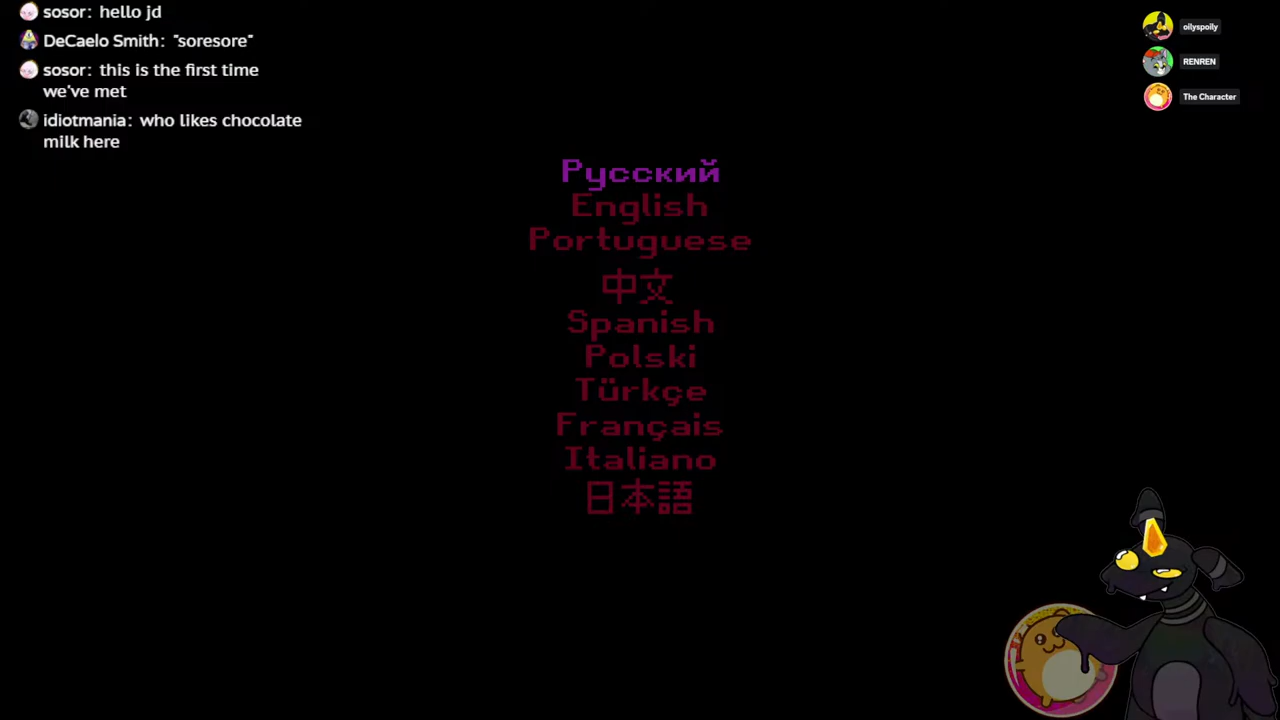 sosor: hello jd
DeCaelo Smith: "soresore"
sosor: this is the first time
we've met
idiotmania: who likes chocolate
milk here
oilyspoily
RENREN
The Character
Русский
English
Portuguese
中文
Spanish
Polski
Türkçe
Français
Italiano
日本語